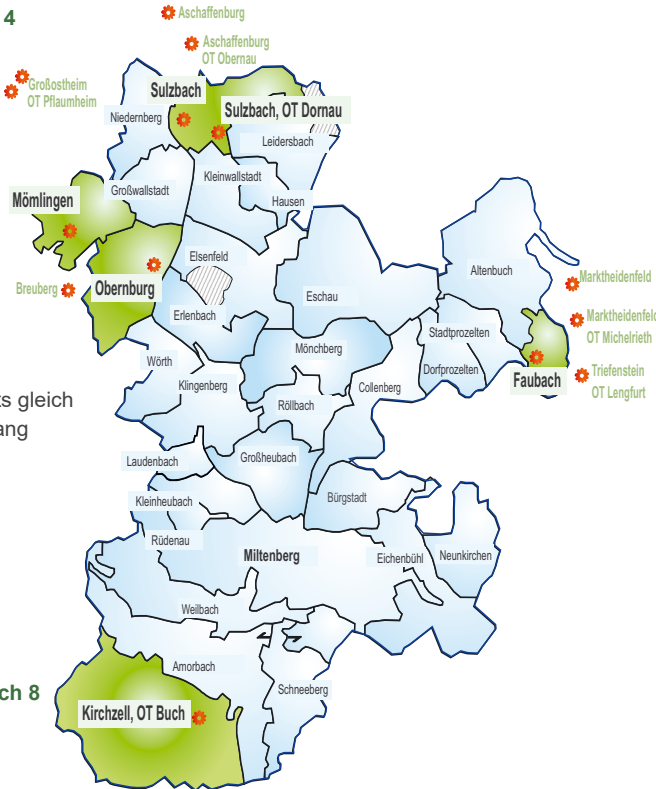 4
Aschaffenburg
Aschaffenburg
OT Obernau
Großostheim
OT Pflaumheim
Sulzbach
Sulzbach, OT Dornau
Niedernberg
Leidersbach
Kleinwallstadt
Großwallstadt
Hausen
Mömlingen
Elsenfeld
Altenbuch
Marktheidenfeld
Breuberg
Obernburg
Eschau
Erlenbach
Marktheidenfeld
OT Michelrieth
Stadtprozelten
Mönchberg
Wörth
Dorfprozelten
Faubach
Triefenstein
OT Lengfurt
Klingenberg
Collenberg
ts gleich
Röllbach
ang
Laudenbach
Großheubach
Kleinheubach
Bürgstadt
Rüdenau
Miltenberg
Eichenbühl
Neunkirchen
Weilbach
Amorbach
ch 8
Schneeberg
Kirchzell, OT Buch